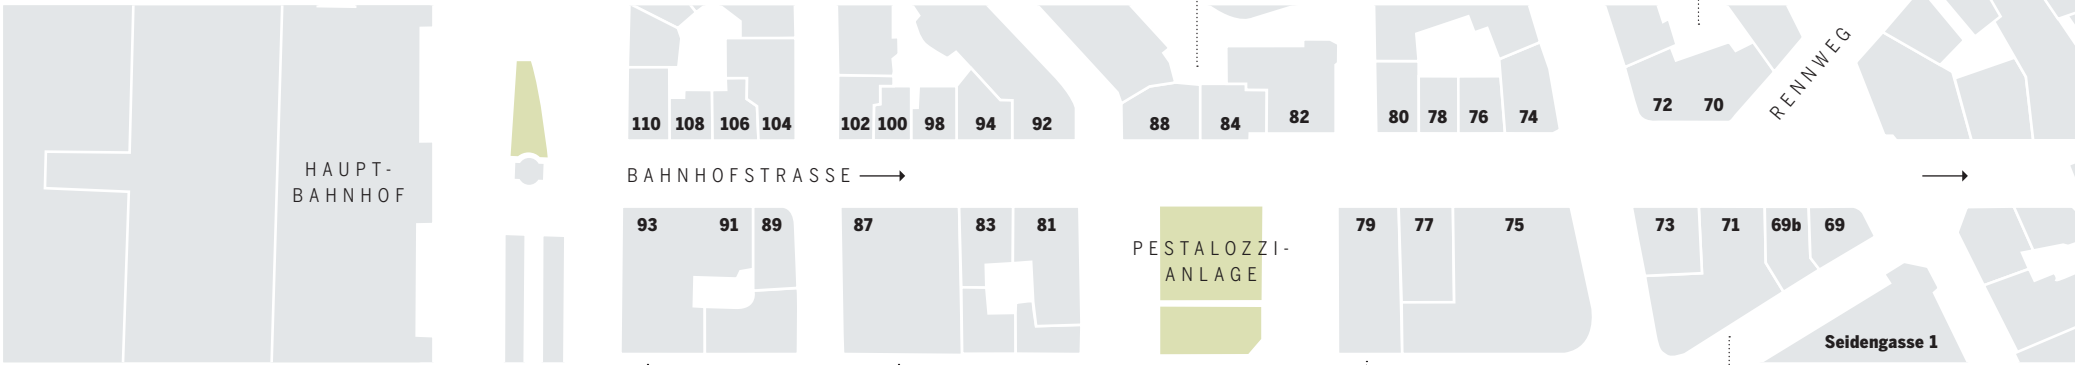 RENNWEG
110 108 106 104 102 100 98 94 92 88 84 82 80 78 76 74 72 70
HAUPT-
BAHNHOF
BAHNHOFSTRASSE
93 91 89 87 83 81 79 77 75 73 71 69b 69
PESTALOZZI-
ANLAGE
Seidengasse 1